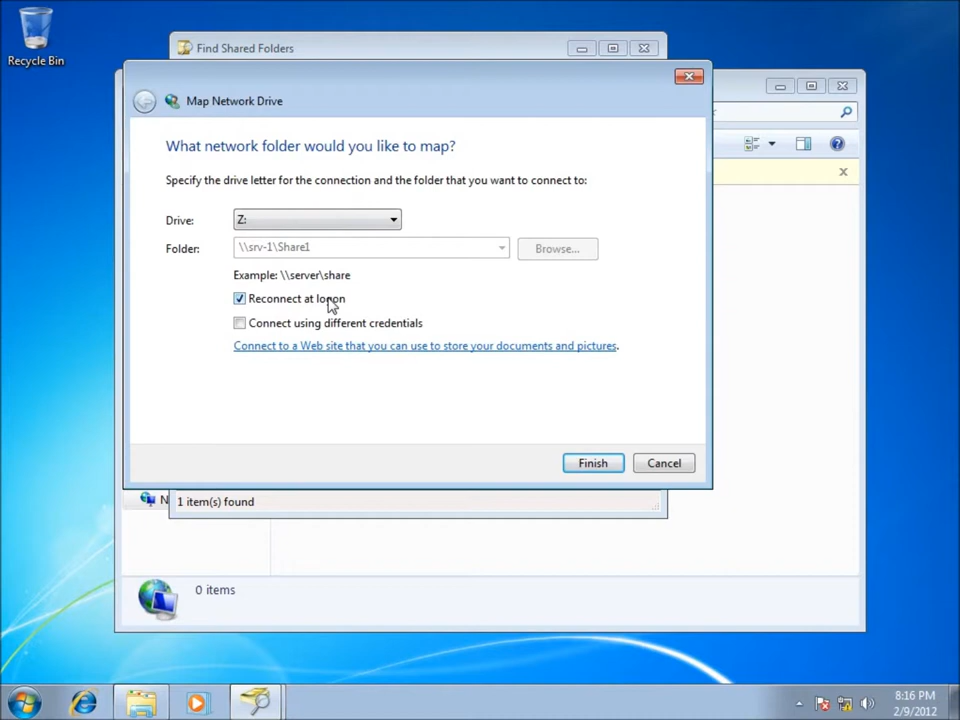 Recycle Bin
Find Shared Folders
Map Network Drive
What network folder would you like to map?
Specify the drive letter for the connection and the folder that you want to connect to:
Drive: Z:
Folder: \\srv-1\Share1 Browse...
Example: \\server\share
Reconnect at logon
Connect using different credentials
Connect to a Web site that you can use to store your documents and pictures.
Finish Cancel
N
1 item(s) found
0 items
8:16 PM
2/9/2012